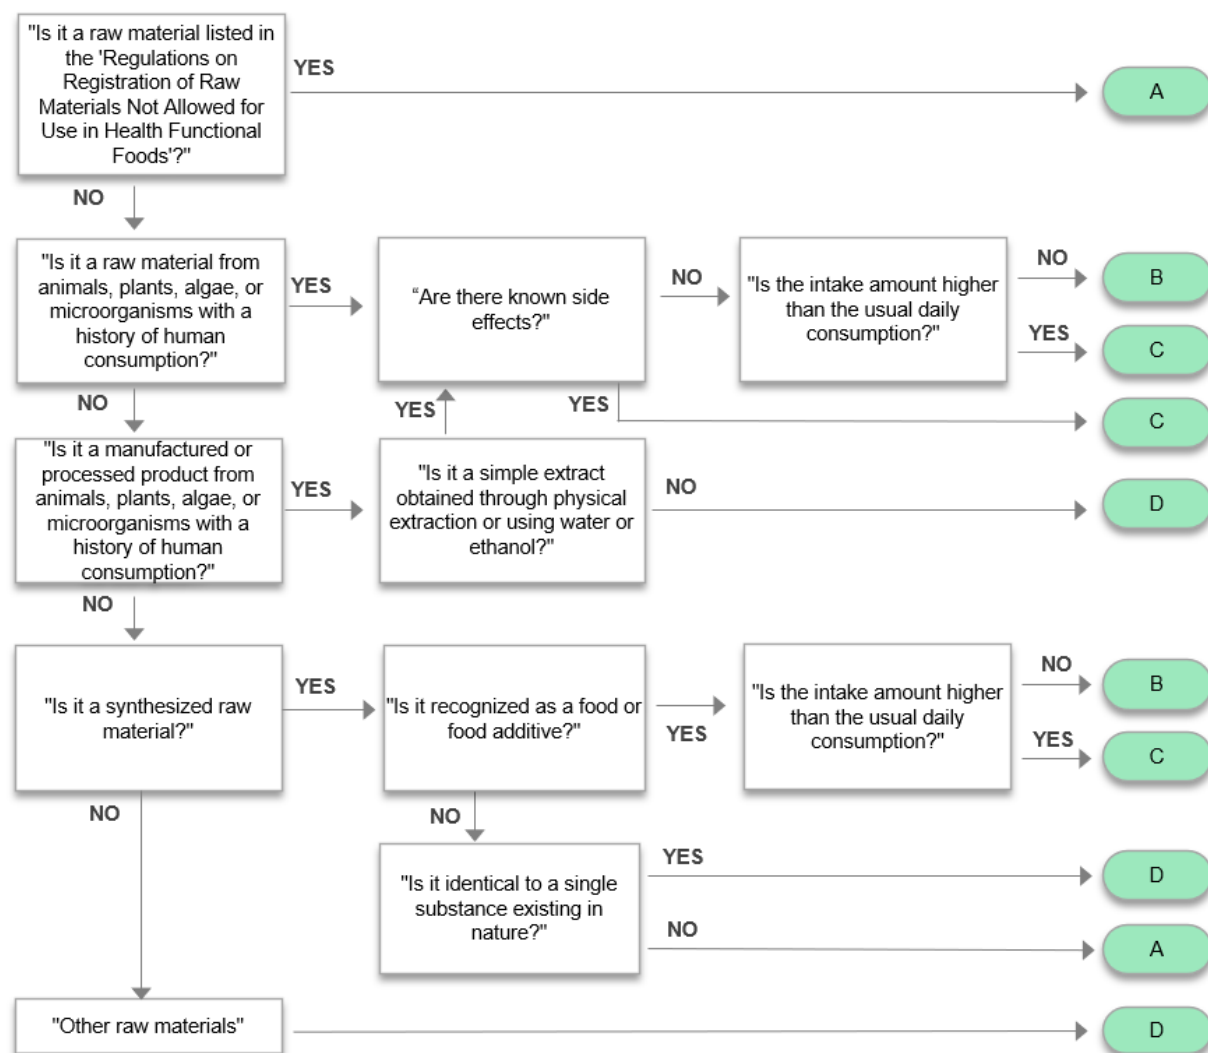 "Is it a raw material listed in
the 'Regulations on
Registration of Raw
Materials Not Allowed for
Use in Health Functional
Foods'?"
YES
A
NO
"Is it a raw material from
animals, plants, algae, or
microorganisms with a
history of human
consumption?"
YES
“Are there known side
effects?"
NO
"Is the intake amount higher
than the usual daily
consumption?"
NO
B
YES
C
NO
YES
YES
C
"Is it a manufactured or
processed product from
animals, plants, algae, or
microorganisms with a
history of human
consumption?"
YES
"Is it a simple extract
obtained through physical
extraction or using water or
ethanol?"
NO
D
NO
"Is it a synthesized raw
material?"
YES
"Is it recognized as a food or
food additive?"
YES
"Is the intake amount higher
than the usual daily
consumption?"
NO
B
YES
C
NO
NO
"Is it identical to a single
substance existing in
nature?"
YES
D
NO
A
"Other raw materials"
D